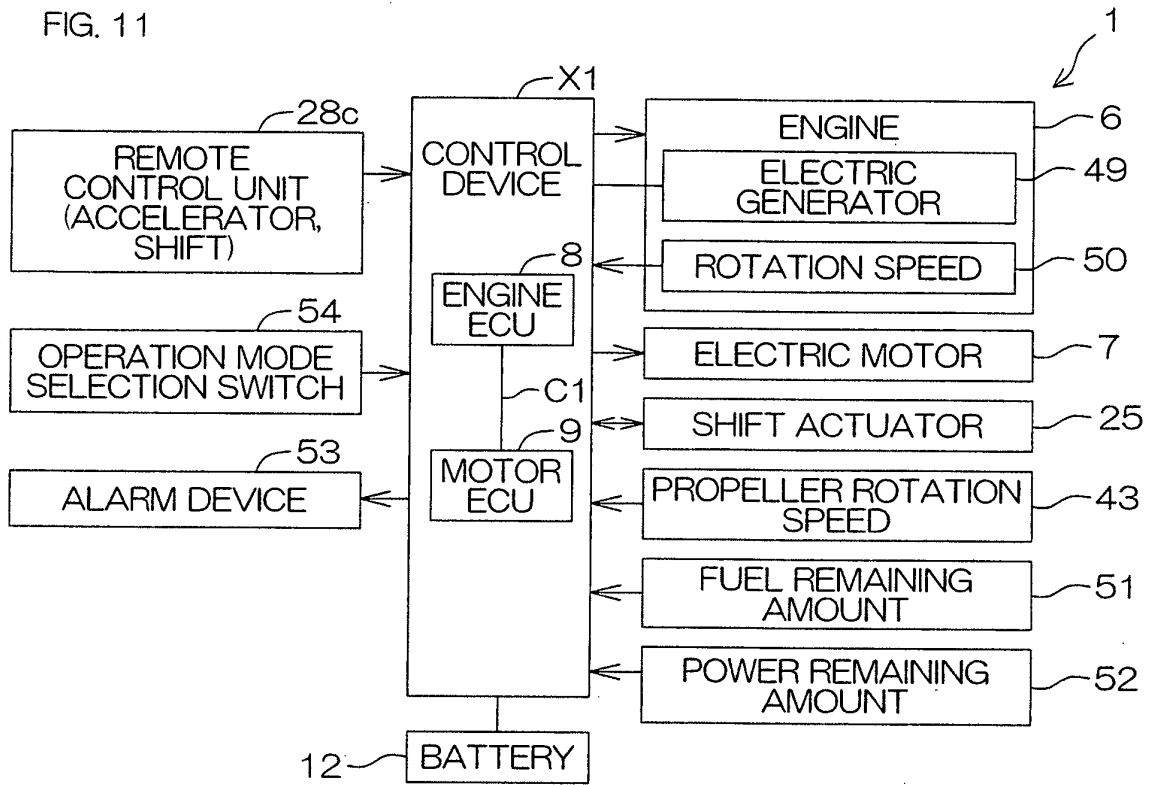 FIG. 11
1
X1
28c
REMOTE
CONTROL UNIT
(ACCELERATOR,
SHIFT)
CONTROL
DEVICE
ENGINE
6
ELECTRIC
GENERATOR
49
ROTATION SPEED
50
8
ENGINE
ECU
54
OPERATION MODE
SELECTION SWITCH
ELECTRIC MOTOR
7
C1
SHIFT ACTUATOR
25
53
ALARM DEVICE
9
MOTOR
ECU
PROPELLER ROTATION
SPEED
43
FUEL REMAINING
AMOUNT
51
POWER REMAINING
AMOUNT
52
12
BATTERY